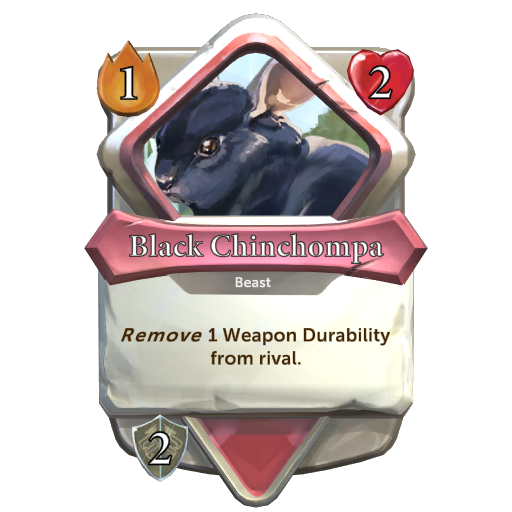 1
2
Black Chinchompa
Beast
Remove 1 Weapon Durability
from rival.
2